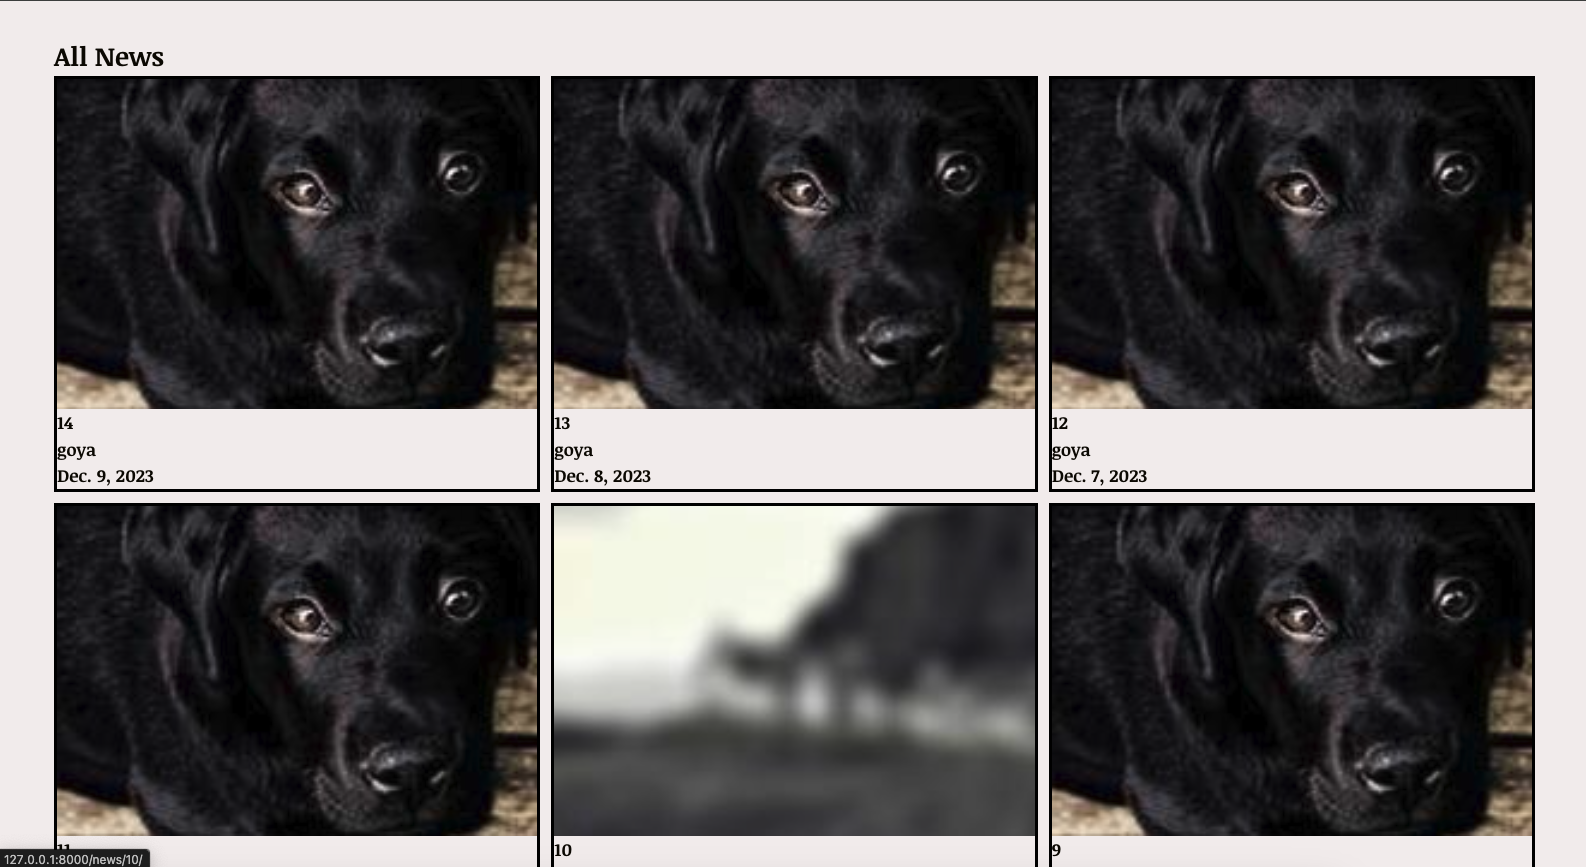 All News
14
goya
Dec. 9, 2023
13
goya
Dec. 8, 2023
12
goya
Dec. 7, 2023
11
10
9
127.0.0.1:8000/news/10/